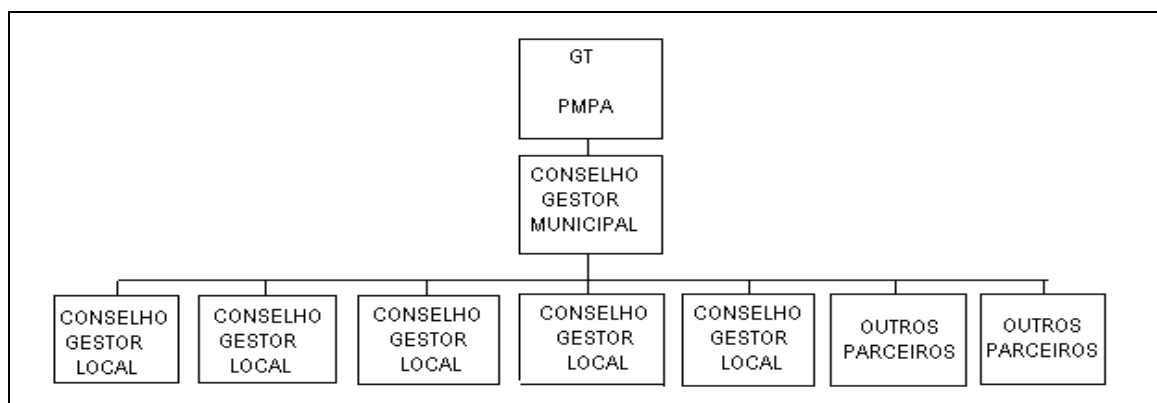 GT
PMPA
CONSELHO
GESTOR
MUNICIPAL
CONSELHO
GESTOR
LOCAL
CONSELHO
GESTOR
LOCAL
CONSELHO
GESTOR
LOCAL
CONSELHO
GESTOR
LOCAL
CONSELHO
GESTOR
LOCAL
OUTROS
PARCEIROS
OUTROS
PARCEIROS